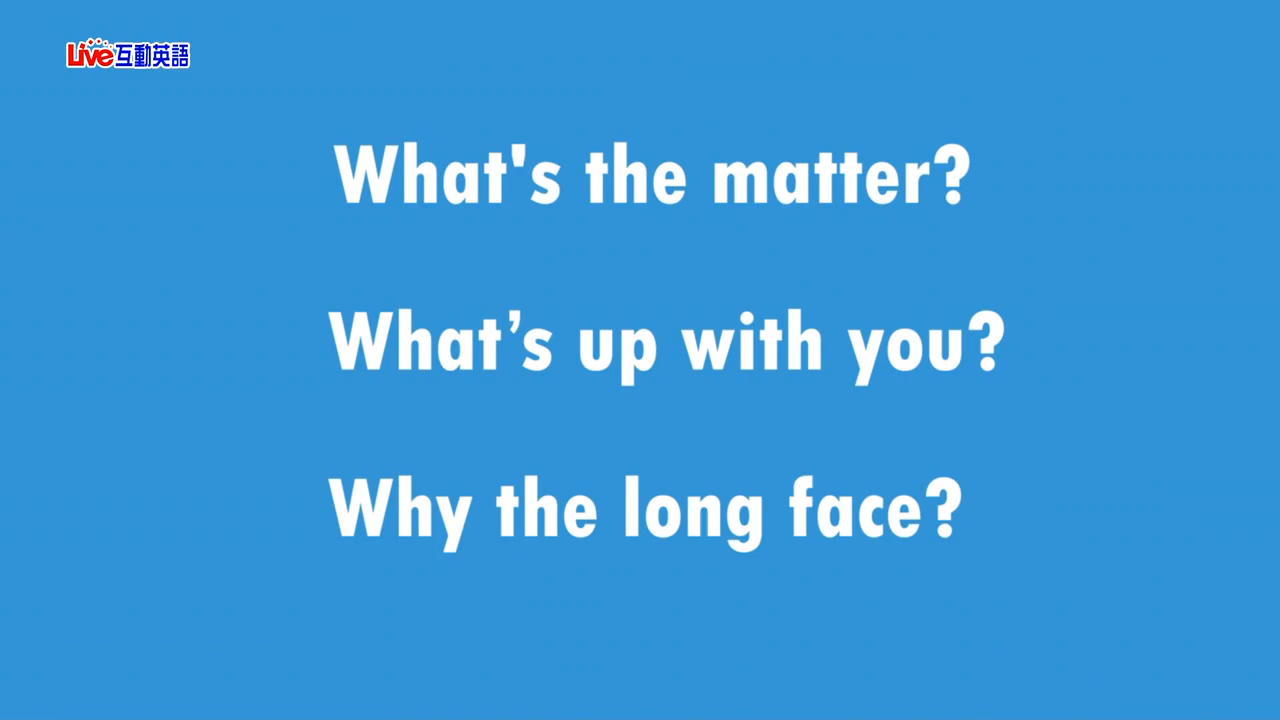 Live互動英語
What's the matter?
What’s up with you?
Why the long face?